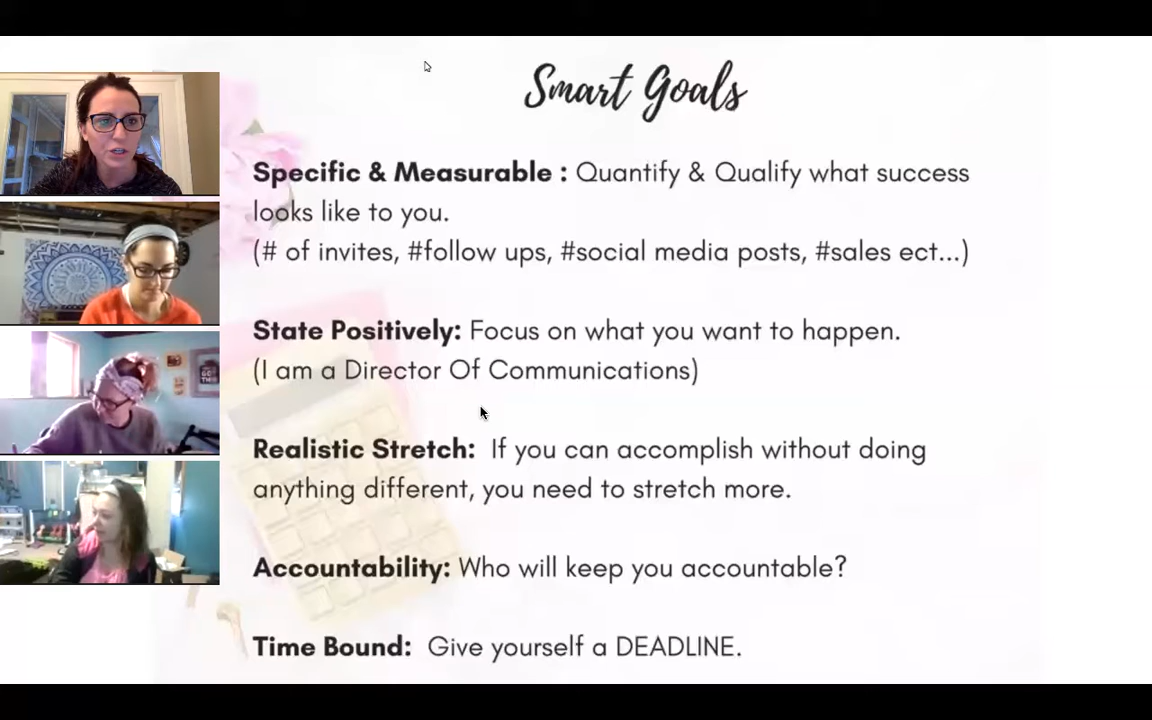 Smart Goals
Specific & Measurable : Quantify & Qualify what success
looks like to you.
(# of invites, #follow ups, #social media posts, #sales ect...)
State Positively: Focus on what you want to happen.
(I am a Director Of Communications)
Realistic Stretch: If you can accomplish without doing
anything different, you need to stretch more.
Accountability: Who will keep you accountable?
Time Bound: Give yourself a DEADLINE.